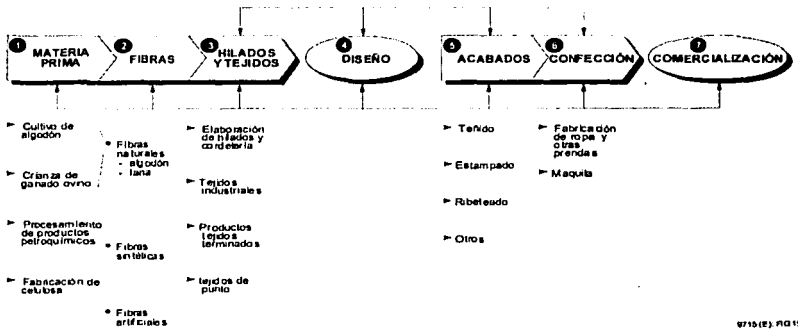 1 MATERIA
PRIMA
2 FIBRAS
3 HILADOS
Y TEJIDOS
4 DISEÑO
5 ACABADOS
6 CONFECCIÓN
7 COMERCIALIZACIÓN
Cultivo de
algodón
Crianza de
ganado ovino
Procesamiento
de productos
petroquímicos
Fabricación de
celulosa
Fibras
naturales
- algodón
- lana
Fibras
sintéticas
Fibras
artificiales
Elaboración
de hilados y
cordelería
Tejidos
industriales
Productos
tejidos
terminados
tejidos de
punto
Teñido
Estampado
Ribeteado
Otros
Fabricación
de ropa y
otras
prendas
Maquila